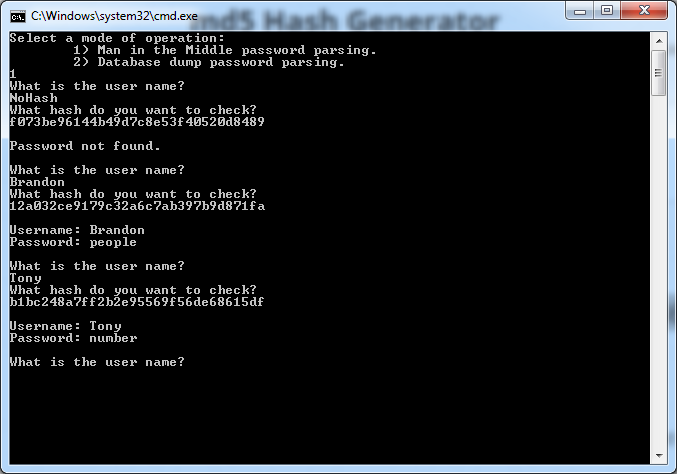 C:\Windows\system32\cmd.exe
md5 Hash Generator
Select a mode of operation:
1) Man in the Middle password parsing.
2) Database dump password parsing.
1
What is the user name?
NoHash
What hash do you want to check?
f073be96144b49d7c8e53f40520d8489
Password not found.
What is the user name?
Brandon
What hash do you want to check?
12a032ce9179c32a6c7ab397b9d871fa
Username: Brandon
Password: people
What is the user name?
Tony
What hash do you want to check?
b1bc248a7ff2b2e95569f56de68615df
Username: Tony
Password: number
What is the user name?